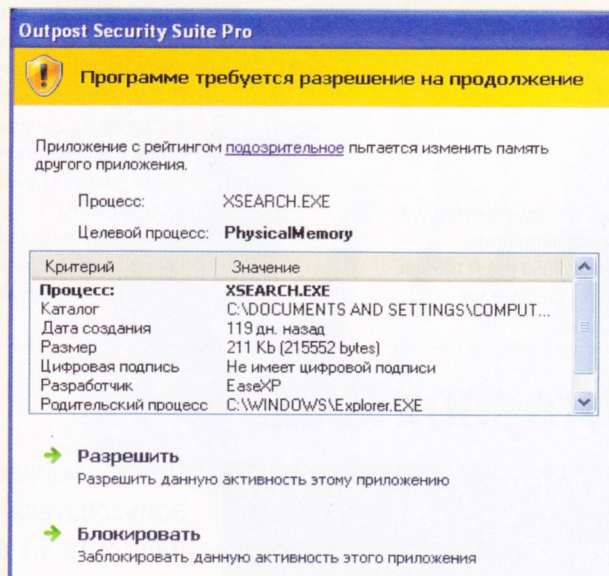 Outpost Security Suite Pro
Программе требуется разрешение на продолжение
Приложение с рейтингом подозрительное пытается изменить память
другого приложения.
Процесс: XSEARCH.EXE
Целевой процесс: PhysicalMemory
Критерий Значение
Процесс: XSEARCH.EXE
Каталог C:\DOCUMENTS AND SETTINGS\COMPUT...
Дата создания 119 дн. назад
Размер 211 Kb (215552 bytes)
Цифровая подпись Не имеет цифровой подписи
Разработчик EaseXP
Родительский процесс C:\WINDOWS\Explorer.EXE
Разрешить
Разрешить данную активность этому приложению
Блокировать
Заблокировать данную активность этого приложения